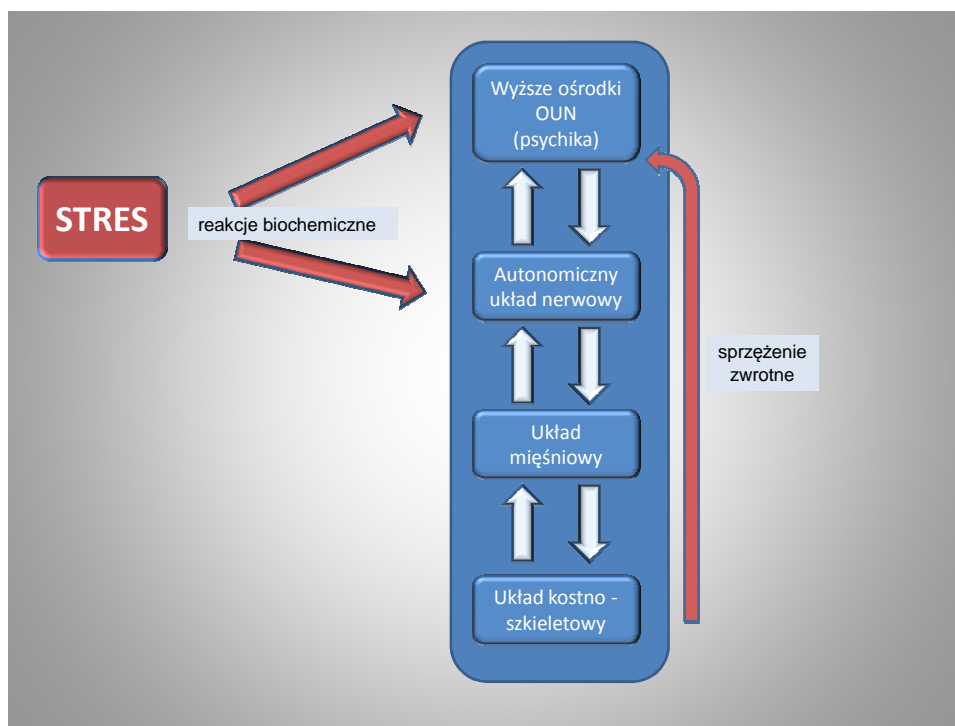 Wyższe ośrodki
OUN
(psychika)
STRES
reakcje biochemiczne
Autonomiczny
układ nerwowy
sprzężenie
zwrotne
Układ
mięśniowy
Układ kostno -
szkieletowy